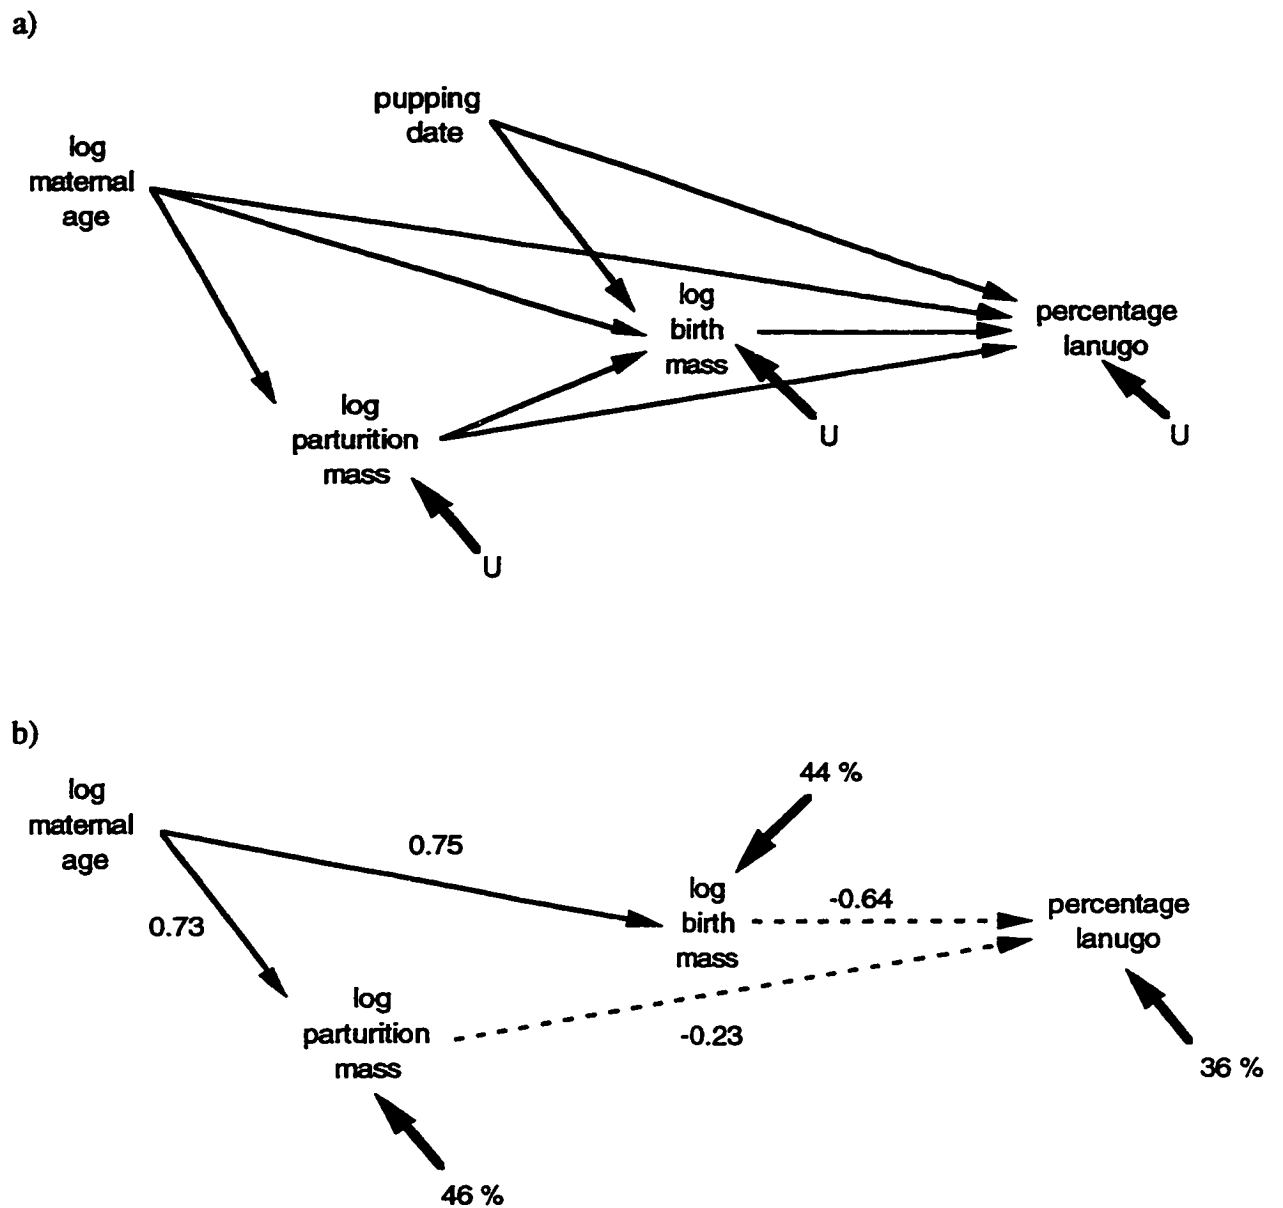 a)
pupping
date
log
maternal
age
log
birth
mass
percentage
lanugo
U
U
log
parturition
mass
U
b)
44 %
log
maternal
age
0.75
log
birth
mass
-0.64
percentage
lanugo
0.73
log
parturition
mass
-0.23
36 %
46 %